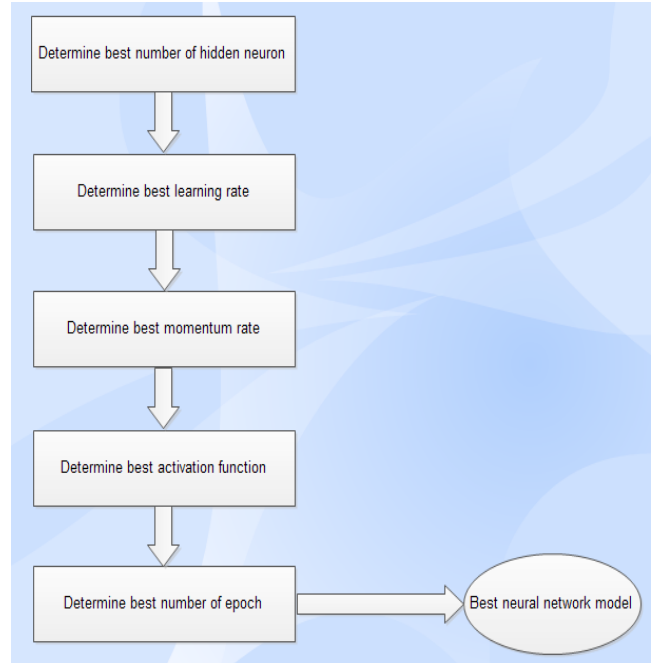 Determine best number of hidden neuron
Determine best learning rate
Determine best momentum rate
Determine best activation function
Determine best number of epoch
Best neural network model